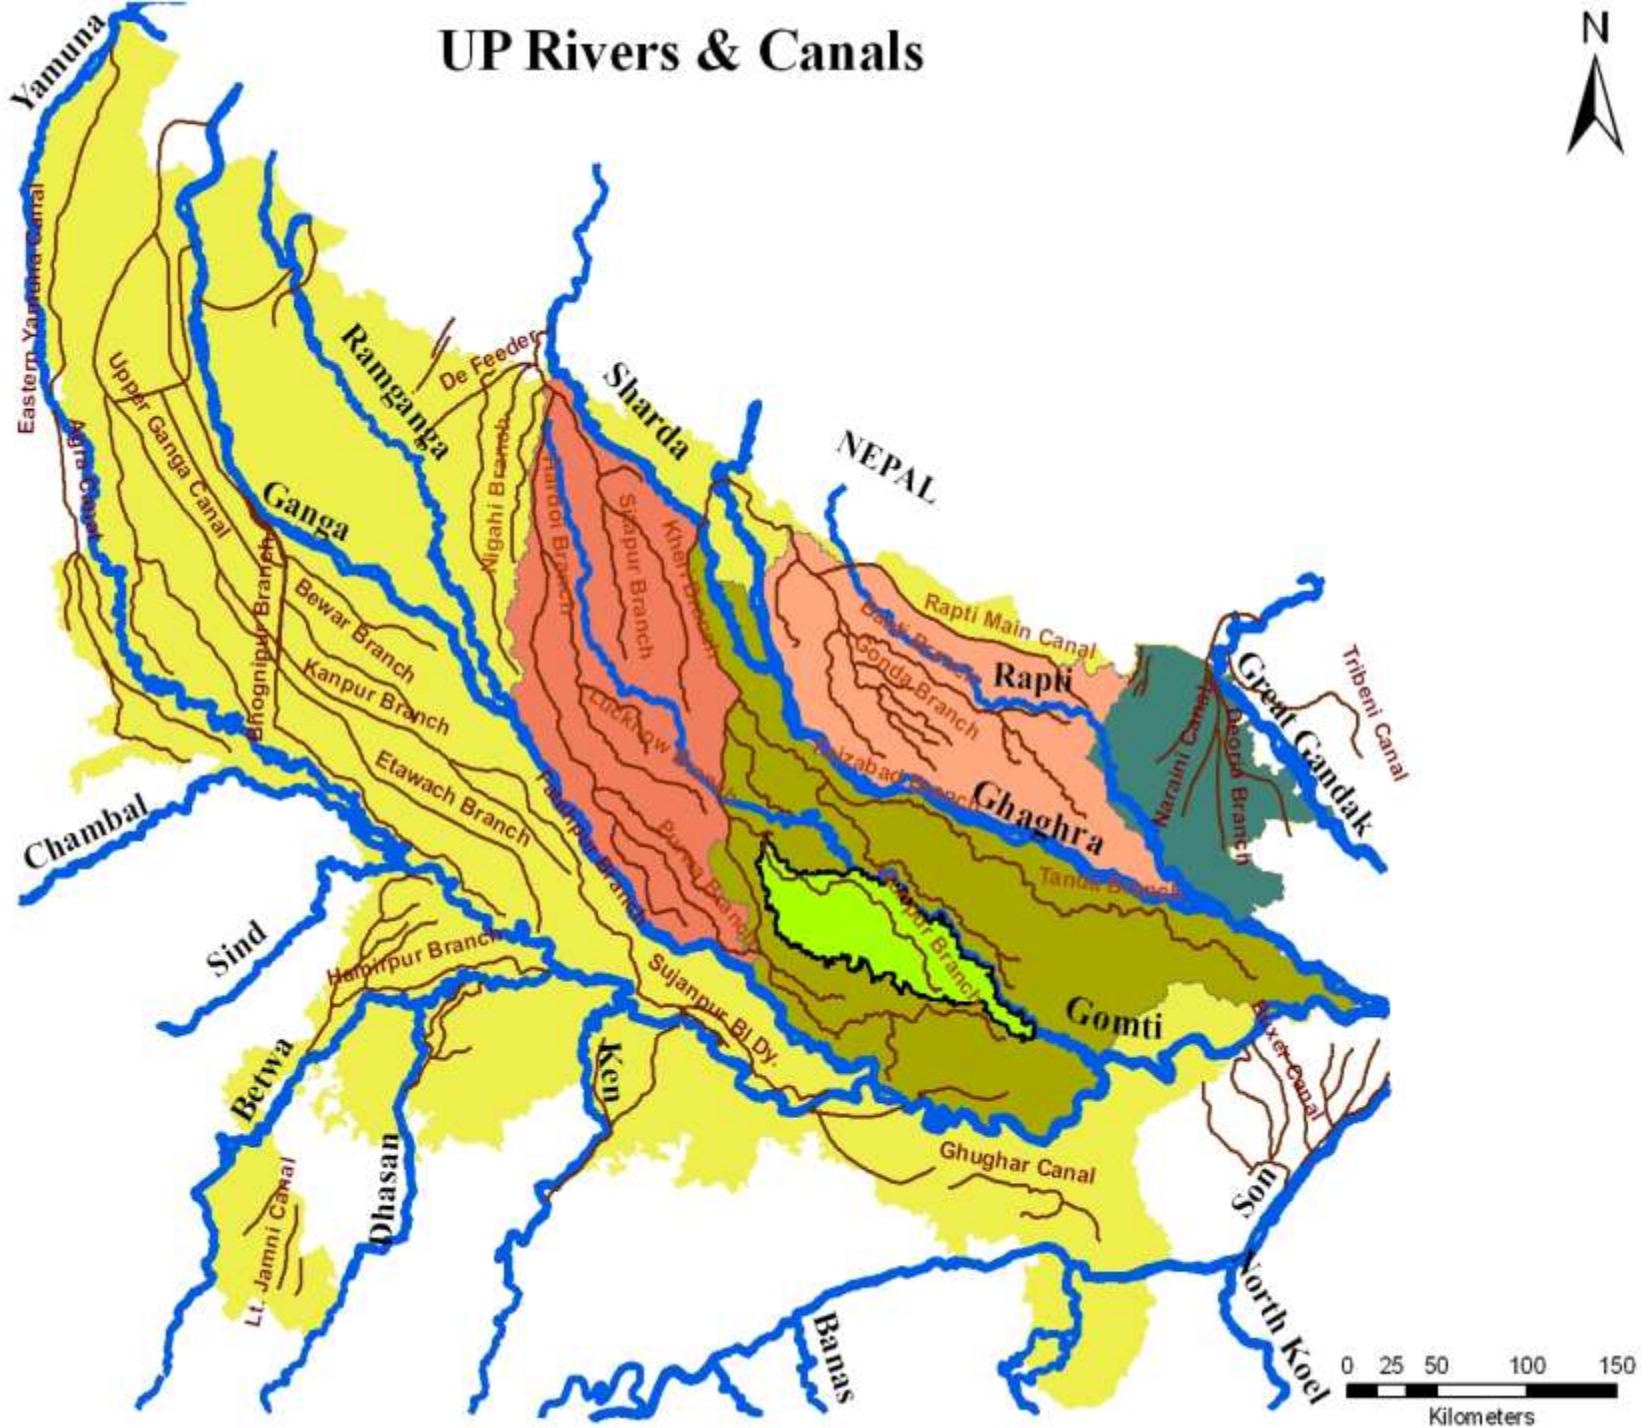 UP Rivers & Canals
N
Yamuna
Eastern Yamuna Canal
Agra Canal
Upper Ganga Canal
Ganga
Ramganga
De Feeder
Sharda
NEPAL
Nigahi Branch
Hardoi Branch
Sitapur Branch
Kheri Branch
Bhognipur Branch
Bewar Branch
Kanpur Branch
Etawach Branch
Fatehpur Branch
Lucknow Branch
Purwa Branch
Rapti Main Canal
Gonda Branch
Rapti
Faizabad Branch
Ghaghra
Tanda Branch
Naraini Canal
Deoria Branch
Great Gandak
Tribeni Canal
Chambal
Sind
Hamirpur Branch
Sujanpur Bl Dy.
Gomti
Buxer Canal
Betwa
Dhasan
Ken
Lt. Jamni Canal
Ghughar Canal
Son
North Koel
Banas
0 25 50 100 150
Kilometers